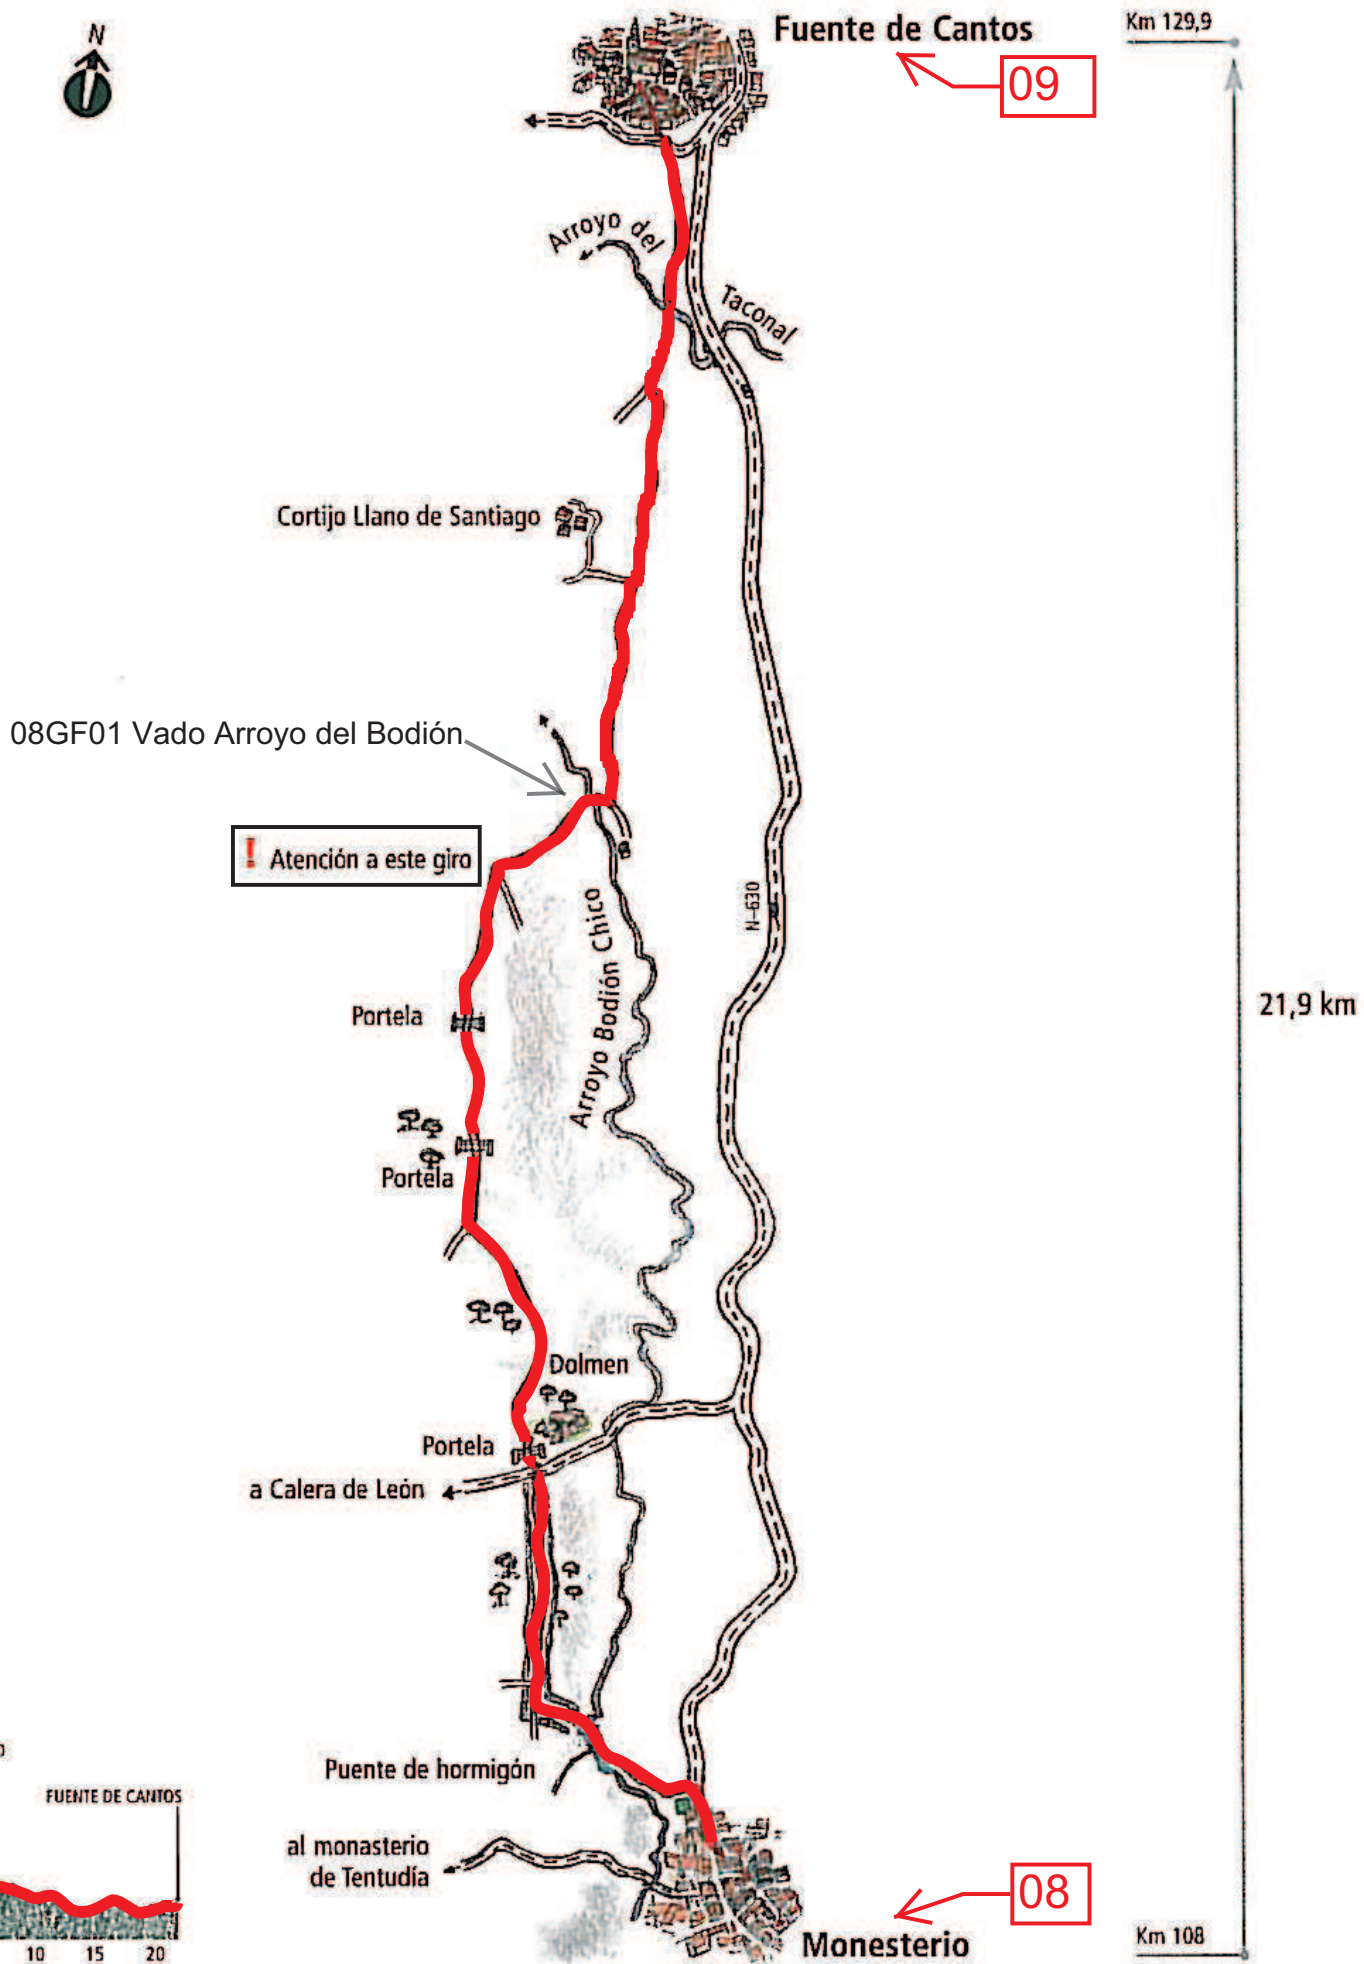 N
Fuente de Cantos
Km 129,9
09
Arroyo del
Taconal
Cortijo Llano de Santiago
08GF01 Vado Arroyo del Bodión
! Atención a este giro
N-630
Arroyo Bodión Chico
21,9 km
Portela
Portela
Dolmen
Portela
a Calera de León
Puente de hormigón
FUENTE DE CANTOS
al monasterio
de Tentudía
08
Monesterio
Km 108
10 15 20